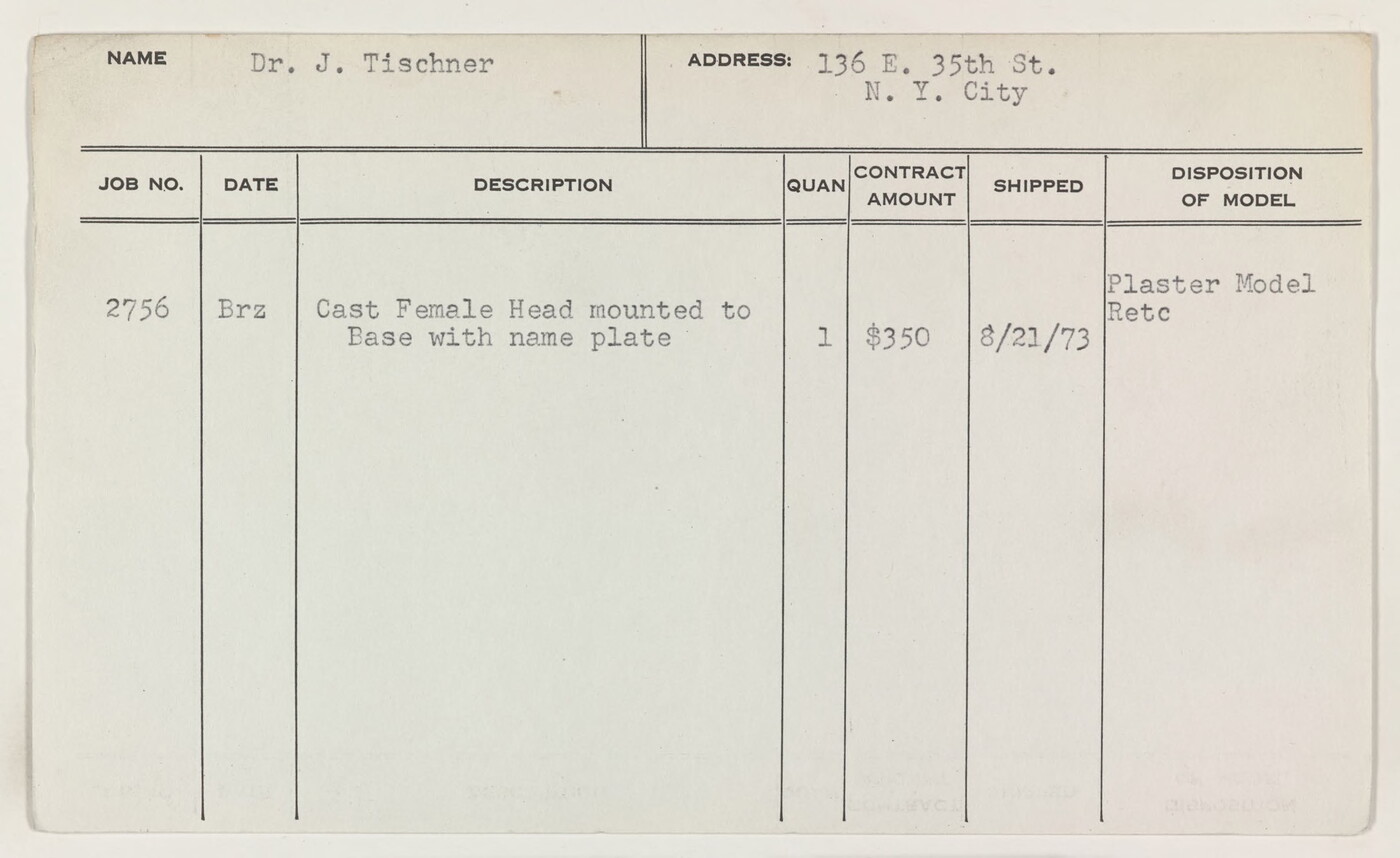 NAME Dr. J. Tischner ADDRESS: 136 E. 35th St.
N. Y. City
JOB NO. DATE DESCRIPTION QUAN CONTRACT AMOUNT SHIPPED DISPOSITION OF MODEL
Plaster Model
2756 Brz Cast Female Head mounted to Retc
Base with name plate 1 $350 8/21/73